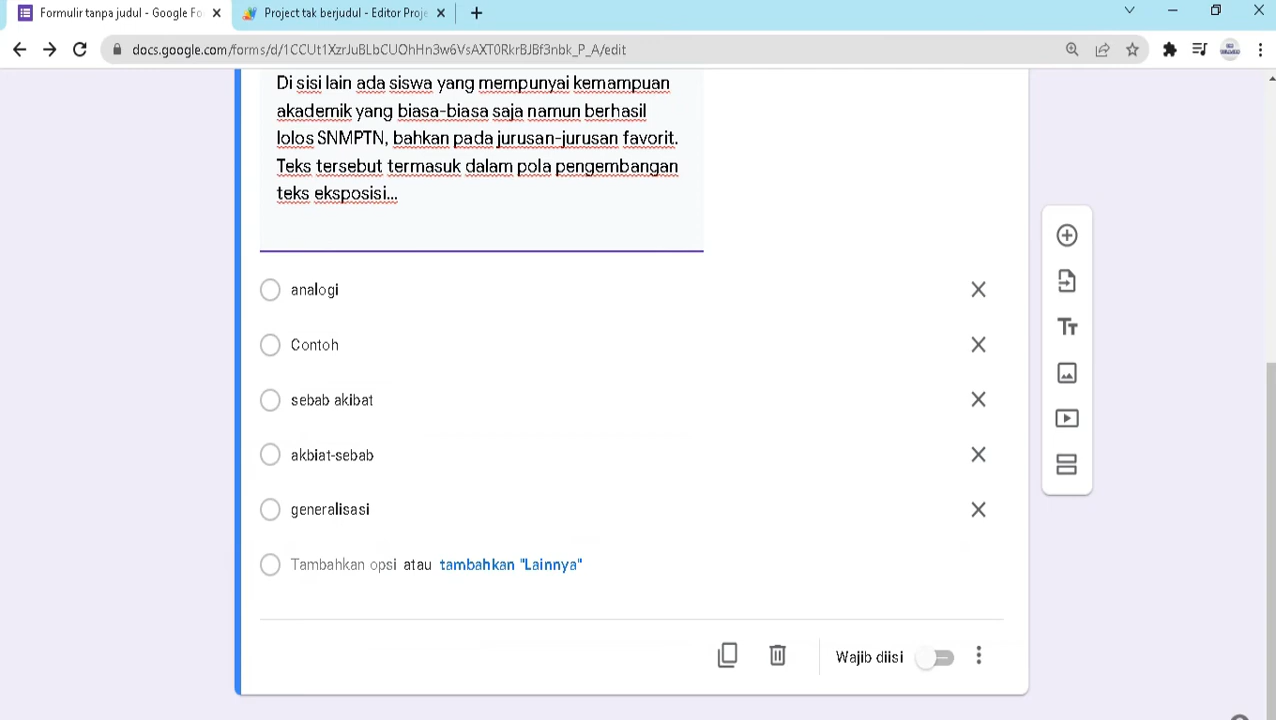 Formulir tanpa judul - Google Fo
Project tak berjudul - Editor Proje
docs.google.com/forms/d/1CCUt1XzrJuBLbCUOhHn3w6VsAXT0RkrBJBf3nbk_P_A/edit
Di sisi lain ada siswa yang mempunyai kemampuan
akademik yang biasa-biasa saja namun berhasil
lolos SNMPTN, bahkan pada jurusan-jurusan favorit.
Teks tersebut termasuk dalam pola pengembangan
teks eksposisi...
analogi
Contoh
sebab akibat
akbiat-sebab
generalisasi
Tambahkan opsi atau tambahkan "Lainnya"
Wajib diisi